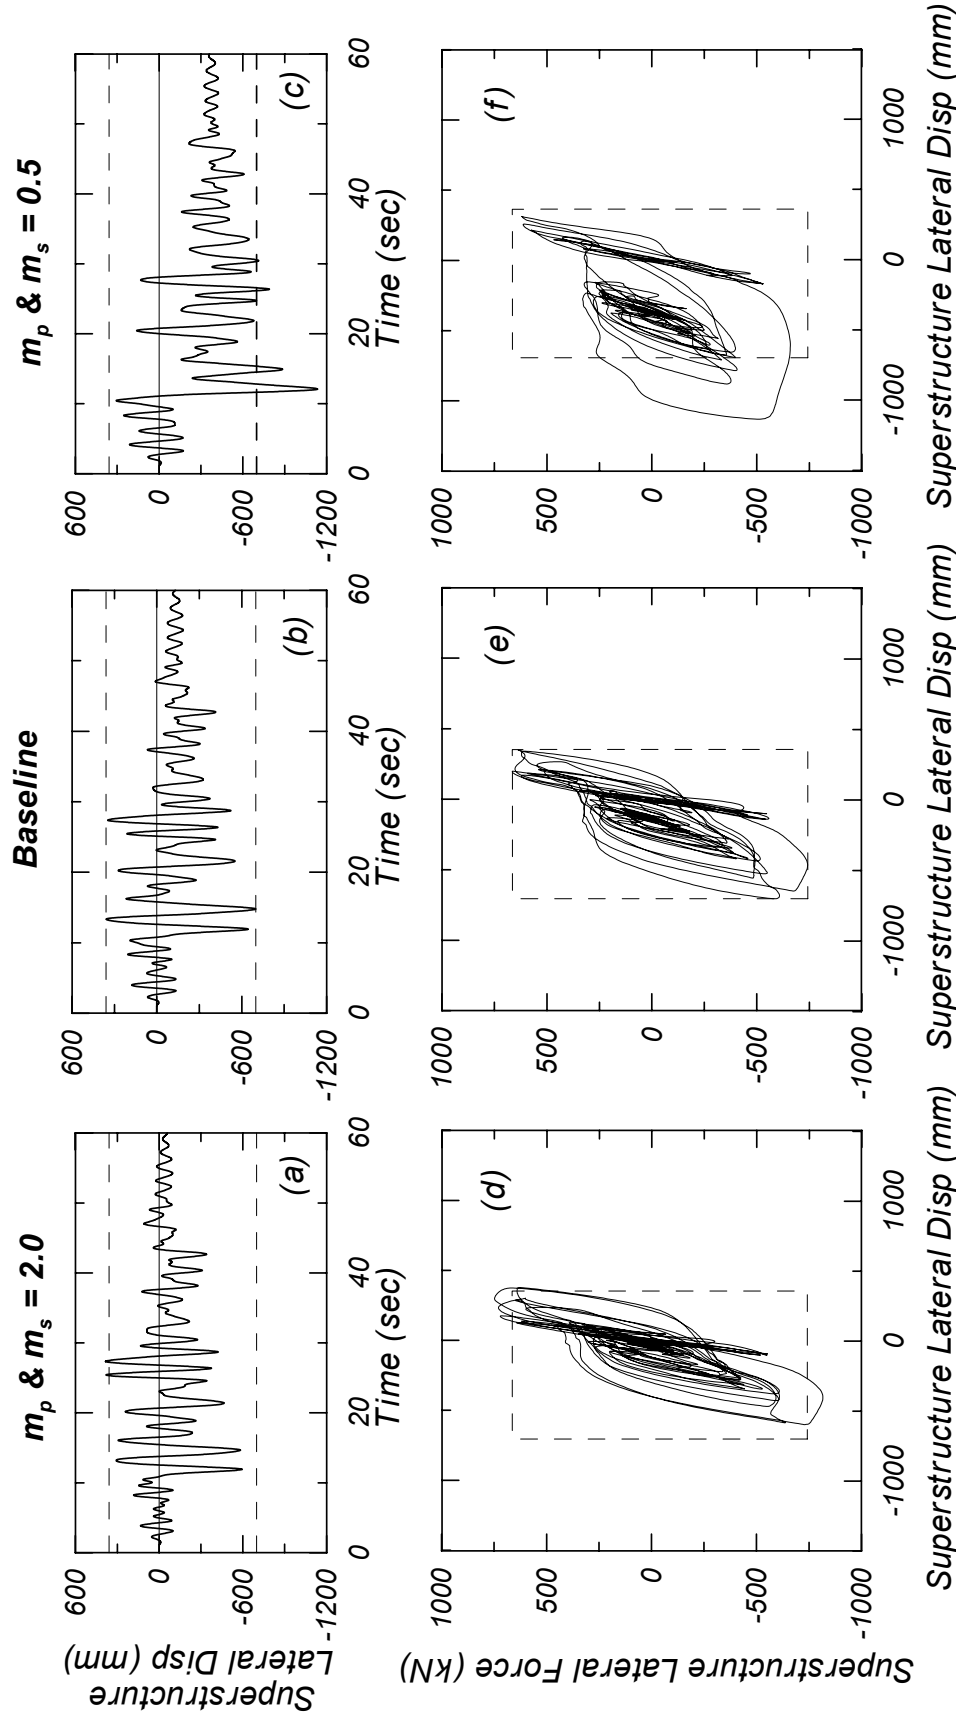 m_p & m_s = 2.0
Baseline
m_p & m_s = 0.5
Superstructure
Lateral Disp (mm)
600
0
-600
-1200
(a)
0
20
40
60
Time (sec)
600
0
-600
-1200
(b)
0
20
40
60
Time (sec)
600
0
-600
-1200
(c)
0
20
40
60
Time (sec)
Superstructure Lateral Force (kN)
1000
500
0
-500
-1000
(d)
-1000
0
1000
Superstructure Lateral Disp (mm)
1000
500
0
-500
-1000
(e)
-1000
0
1000
Superstructure Lateral Disp (mm)
1000
500
0
-500
-1000
(f)
-1000
0
1000
Superstructure Lateral Disp (mm)